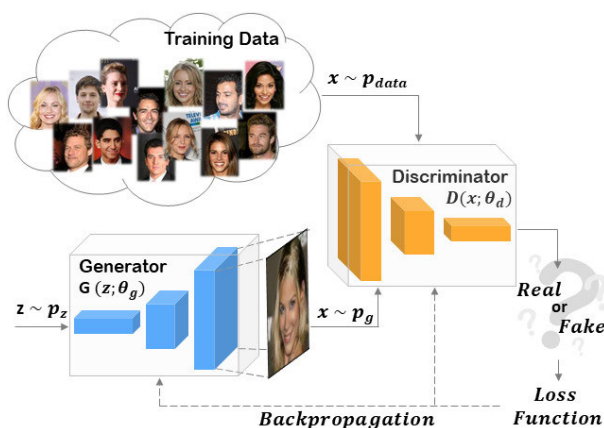 Training Data
x ~ p_data
Discriminator
D(x; θ_d)
Generator
G (z; θ_g)
z ~ p_z
x ~ p_g
Real
or
Fake
?
?
?
Loss
Function
Backpropagation